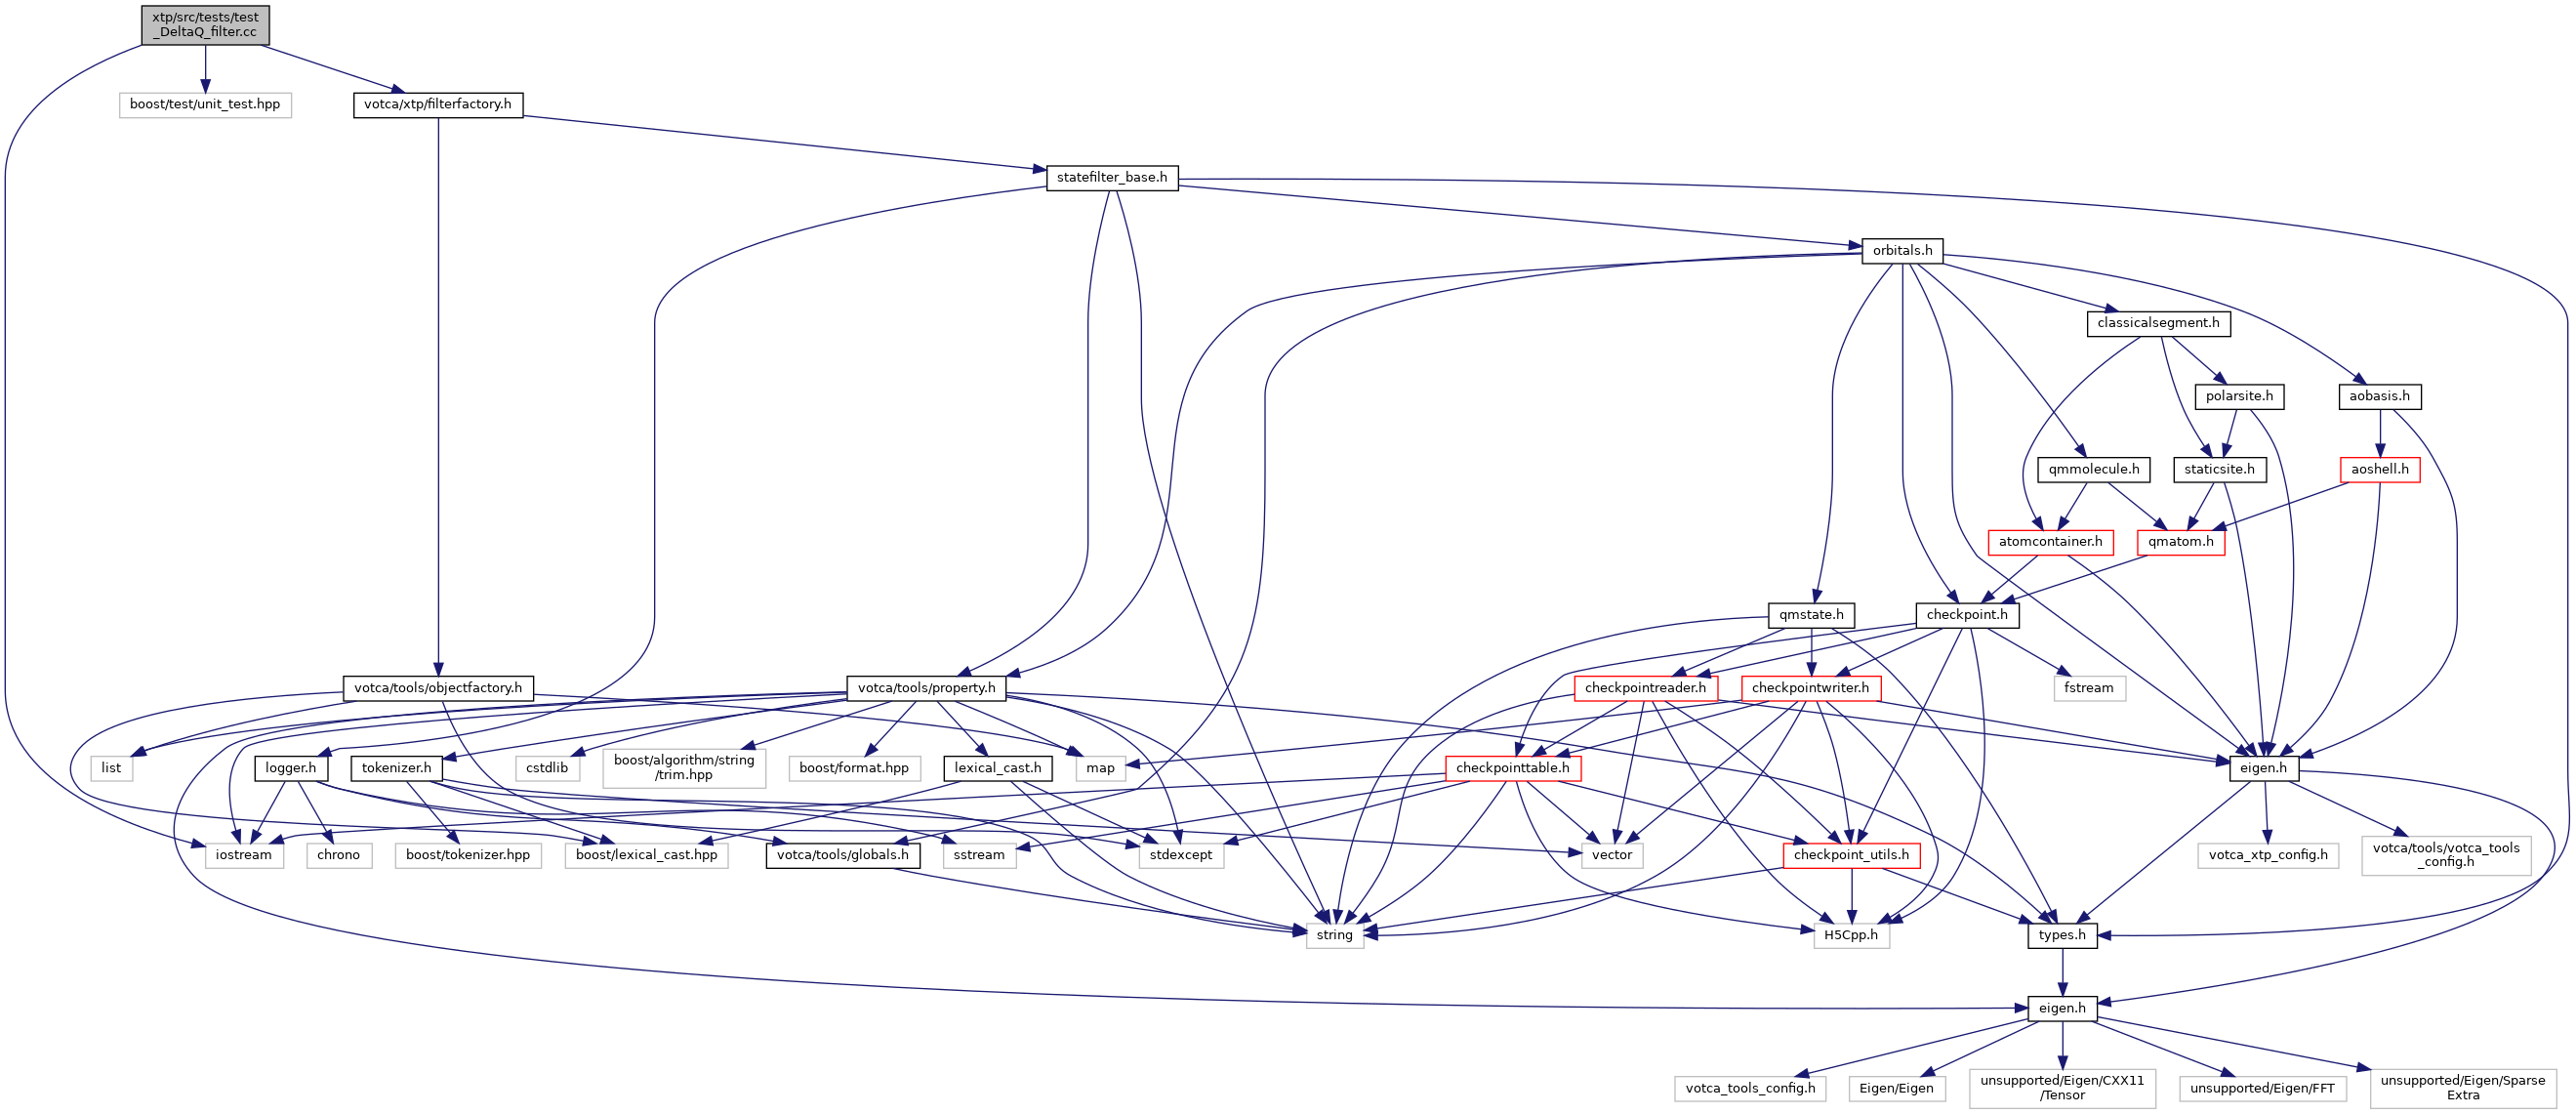 xtp/src/tests/test
_DeltaQ_filter.cc
boost/test/unit_test.hpp
votca/xtp/filterfactory.h
statefilter_base.h
orbitals.h
classicalsegment.h
polarsite.h
aobasis.h
qmmolecule.h
staticsite.h
aoshell.h
atomcontainer.h
qmatom.h
qmstate.h
checkpoint.h
votca/tools/objectfactory.h
votca/tools/property.h
checkpointreader.h
checkpointwriter.h
fstream
list
logger.h
tokenizer.h
cstdlib
boost/algorithm/string
/trim.hpp
boost/format.hpp
lexical_cast.h
map
checkpointtable.h
eigen.h
iostream
chrono
boost/tokenizer.hpp
boost/lexical_cast.hpp
votca/tools/globals.h
sstream
stdexcept
vector
checkpoint_utils.h
votca_xtp_config.h
votca/tools/votca_tools
_config.h
string
H5Cpp.h
types.h
eigen.h
votca_tools_config.h
Eigen/Eigen
unsupported/Eigen/CXX11
/Tensor
unsupported/Eigen/FFT
unsupported/Eigen/Sparse
Extra